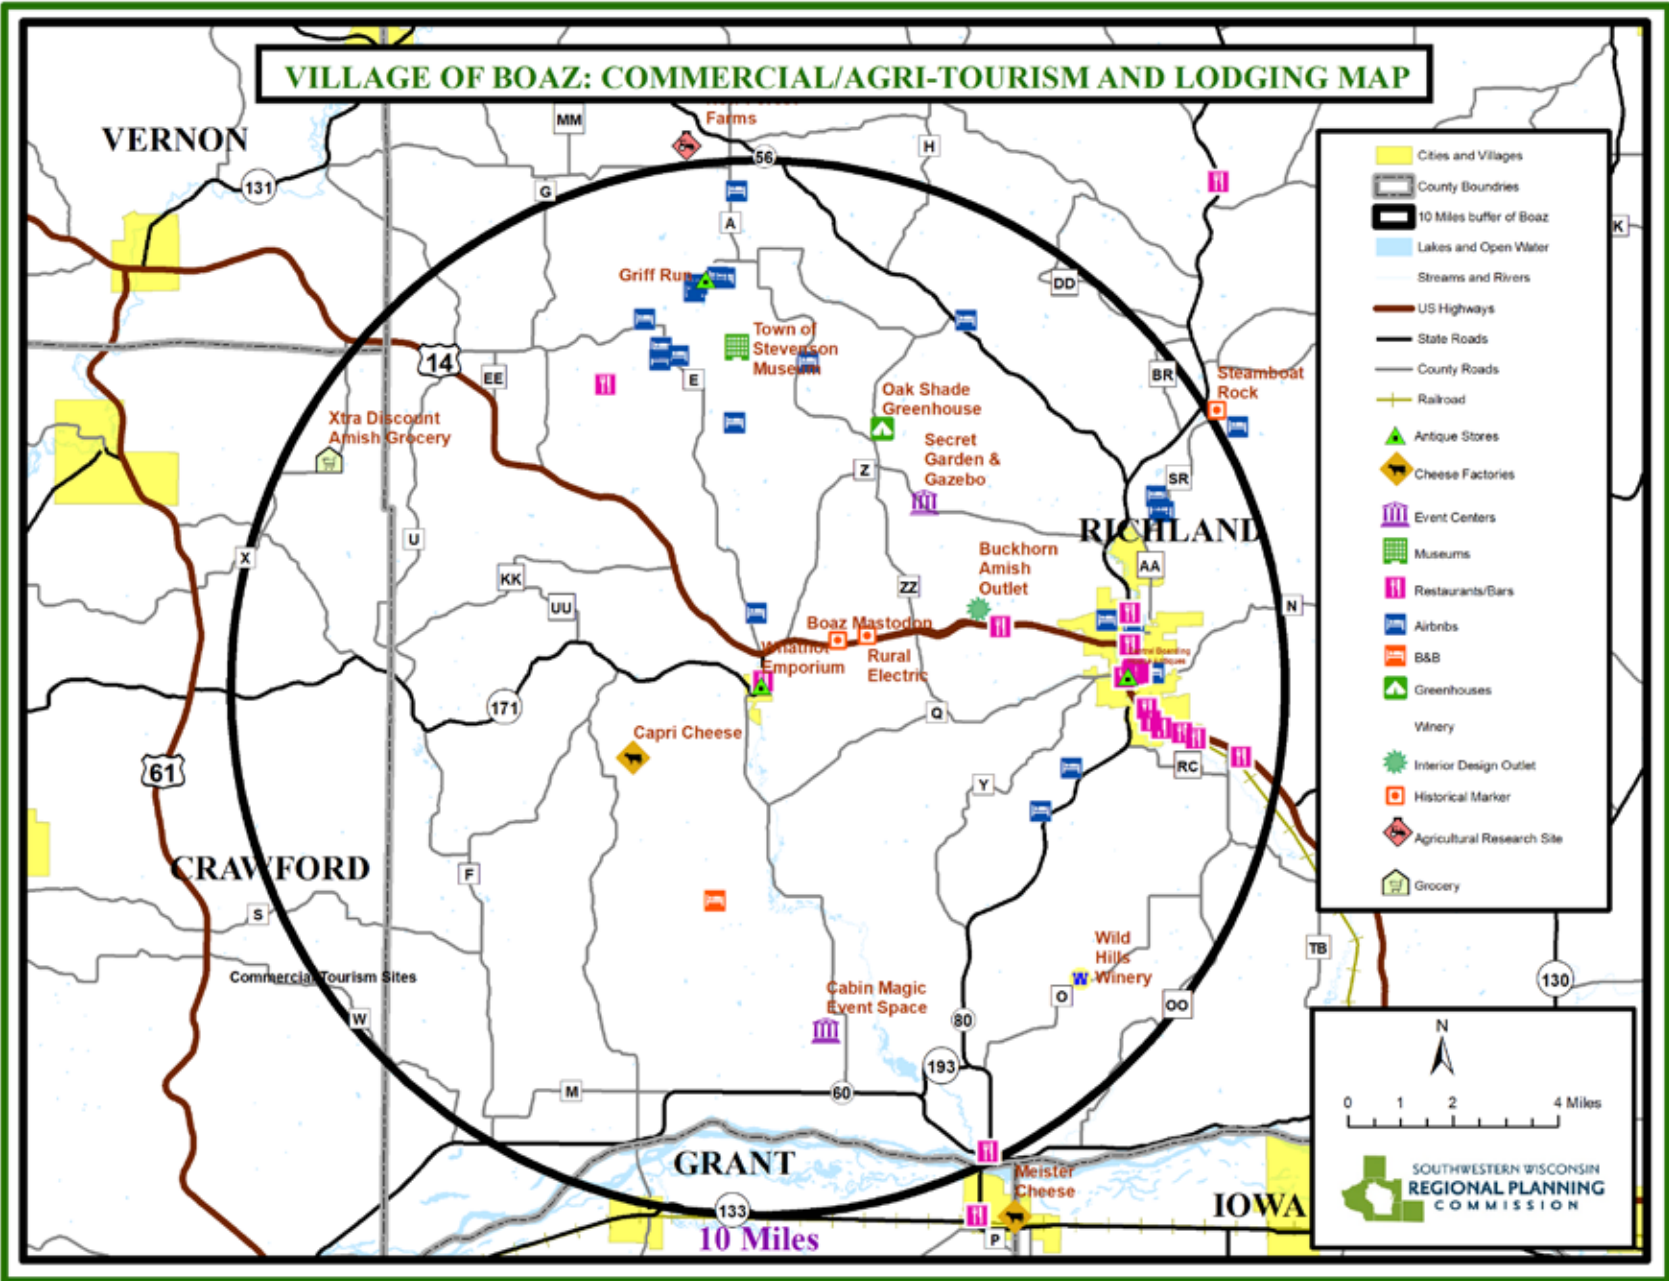 VILLAGE OF BOAZ: COMMERCIAL/AGRI-TOURISM AND LODGING MAP
Farms
VERNON
MM
56
H
131
G
A
K
Griff Run
DD
Town of
Stevenson
Museum
14
EE
E
BR
Steamboat
Rock
Oak Shade
Greenhouse
Xtra Discount
Amish Grocery
Secret
Garden &
Gazebo
Z
SR
RICHLAND
U
X
Buckhorn
Amish
Outlet
AA
KK
ZZ
UU
N
Boaz Mastodon
Whatnot
Emporium
Rural
Electric
171
Q
Capri Cheese
61
RC
Y
CRAWFORD
F
S
Wild
Hills
Winery
W
TB
Commercial Tourism Sites
130
Cabin Magic
Event Space
O
OO
W
80
193
M
60
GRANT
Meister
Cheese
IOWA
133
10 Miles
P
Cities and Villages
County Boundries
10 Miles buffer of Boaz
Lakes and Open Water
Streams and Rivers
US Highways
State Roads
County Roads
Railroad
Antique Stores
Cheese Factories
Event Centers
Museums
Restaurants/Bars
Airbnbs
B&B
Greenhouses
Winery
Interior Design Outlet
Historical Marker
Agricultural Research Site
Grocery
N
0 1 2 4 Miles
SOUTHWESTERN WISCONSIN
REGIONAL PLANNING
COMMISSION